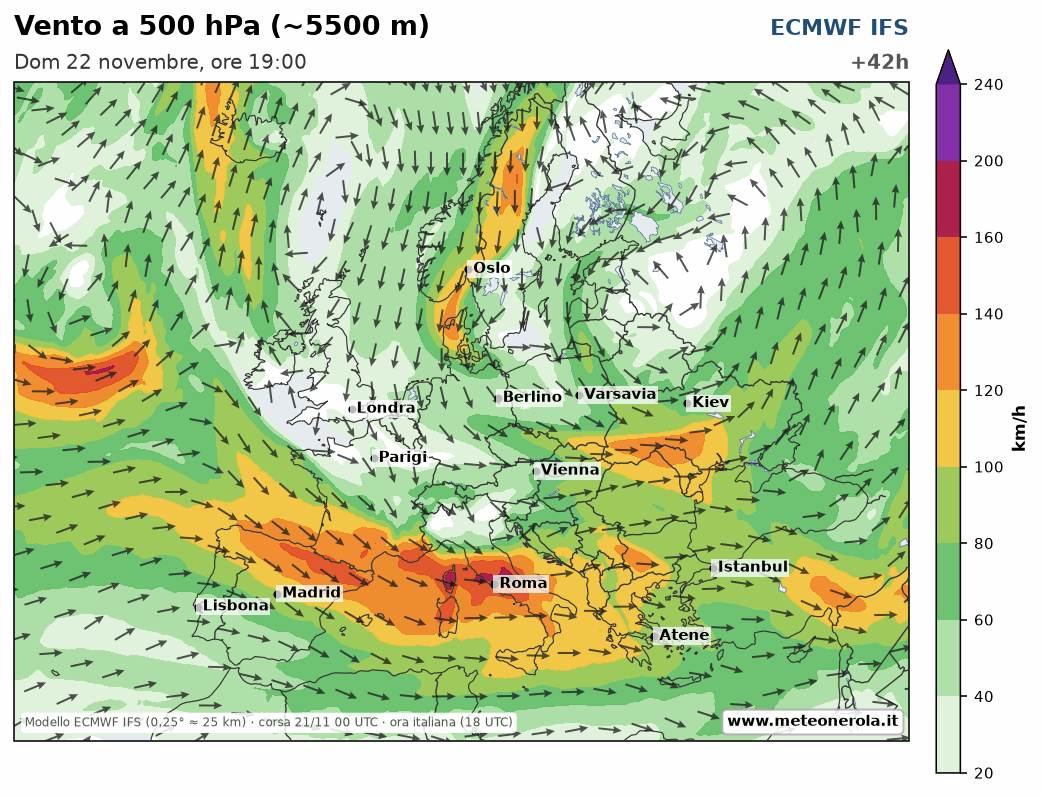 Vento a 500 hPa (~5500 m)
ECMWF IFS
Dom 22 novembre, ore 19:00
+42h
240
200
160
140
120
100
80
60
40
20
km/h
Oslo
Berlino
Varsavia
Kiev
Londra
Parigi
Vienna
Istanbul
Roma
Madrid
Lisbona
Atene
Modello ECMWF IFS (0,25° ≈ 25 km) · corsa 21/11 00 UTC · ora italiana (18 UTC)
www.meteonerola.it